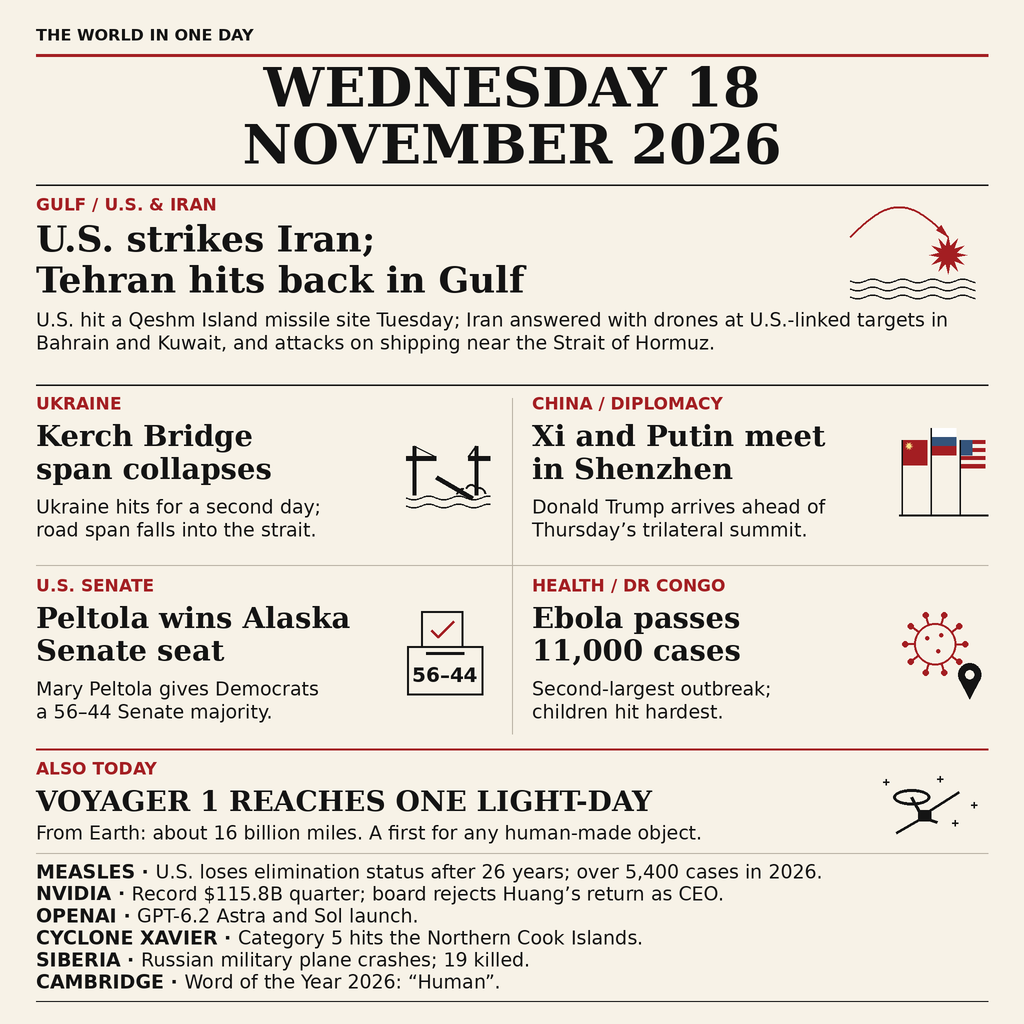 THE WORLD IN ONE DAY
WEDNESDAY 18
NOVEMBER 2026
GULF / U.S. & IRAN
U.S. strikes Iran;
Tehran hits back in Gulf
U.S. hit a Qeshm Island missile site Tuesday; Iran answered with drones at U.S.-linked targets in
Bahrain and Kuwait, and attacks on shipping near the Strait of Hormuz.
UKRAINE
Kerch Bridge
span collapses
Ukraine hits for a second day;
road span falls into the strait.
CHINA / DIPLOMACY
Xi and Putin meet
in Shenzhen
Donald Trump arrives ahead of
Thursday’s trilateral summit.
U.S. SENATE
Peltola wins Alaska
Senate seat
Mary Peltola gives Democrats
a 56–44 Senate majority.
56–44
HEALTH / DR CONGO
Ebola passes
11,000 cases
Second-largest outbreak;
children hit hardest.
ALSO TODAY
VOYAGER 1 REACHES ONE LIGHT-DAY
From Earth: about 16 billion miles. A first for any human-made object.
MEASLES · U.S. loses elimination status after 26 years; over 5,400 cases in 2026.
NVIDIA · Record $115.8B quarter; board rejects Huang’s return as CEO.
OPENAI · GPT-6.2 Astra and Sol launch.
CYCLONE XAVIER · Category 5 hits the Northern Cook Islands.
SIBERIA · Russian military plane crashes; 19 killed.
CAMBRIDGE · Word of the Year 2026: “Human”.